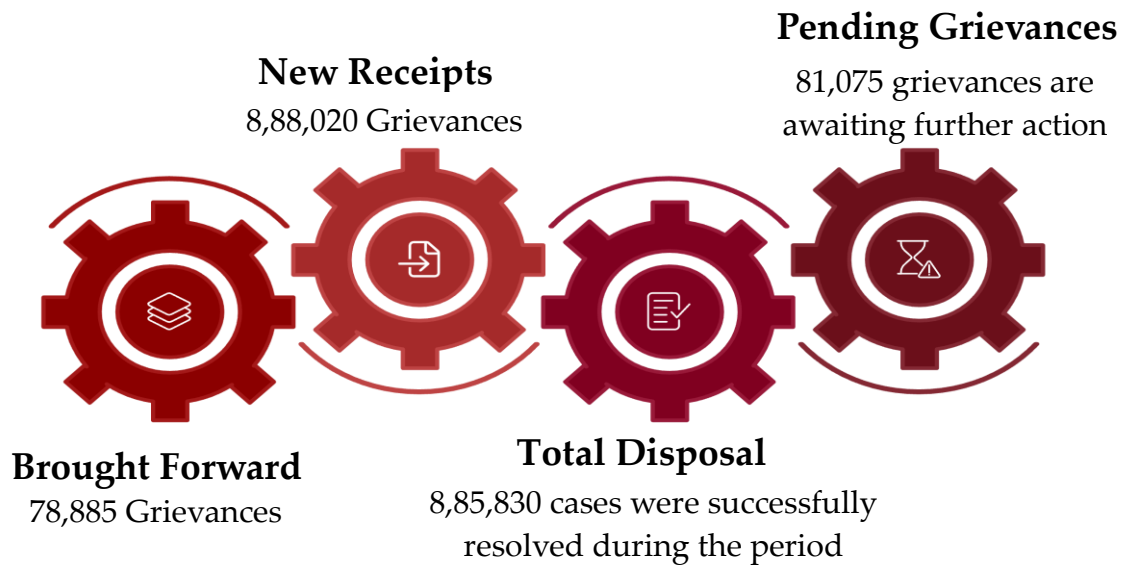 Brought Forward
78,885 Grievances
New Receipts
8,88,020 Grievances
Total Disposal
8,85,830 cases were successfully
resolved during the period
Pending Grievances
81,075 grievances are
awaiting further action